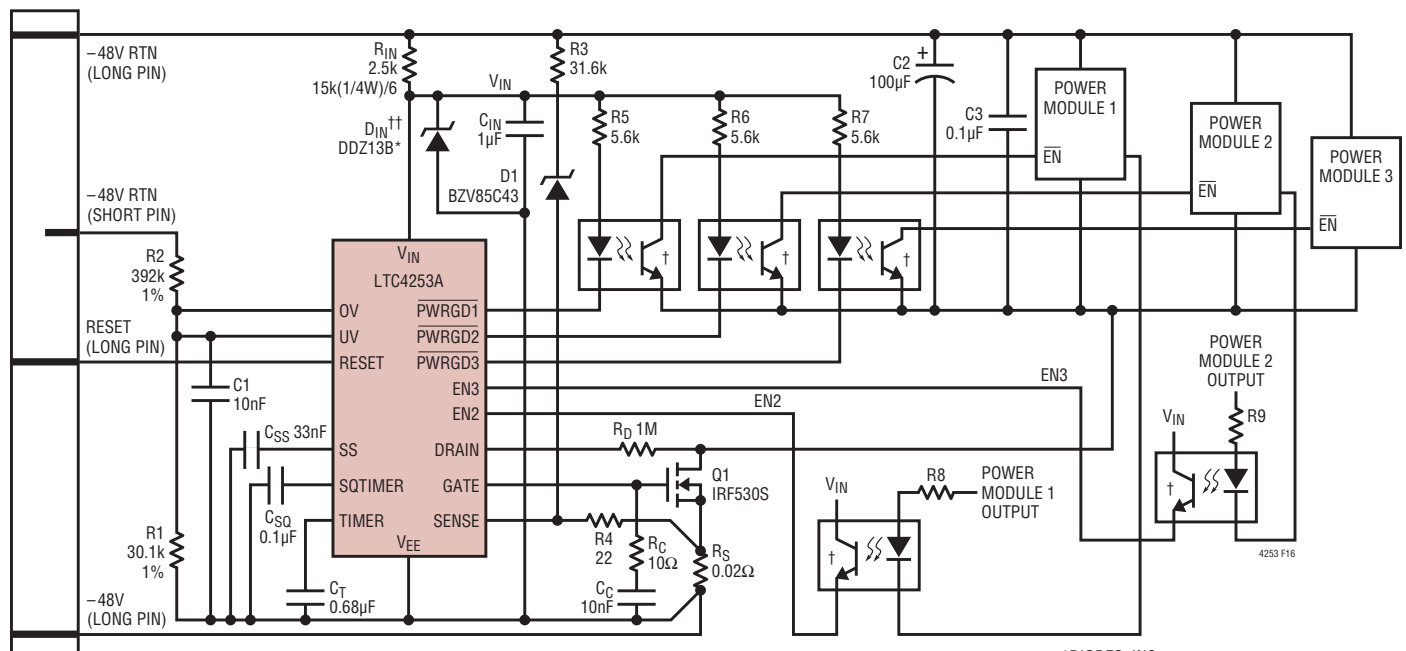 –48V RTN
(LONG PIN)
RIN
2.5k
15k(1/4W)/6
R3
31.6k
VIN
DIN††
DDZ13B*
CIN
1µF
D1
BZV85C43
R5
5.6k
R6
5.6k
R7
5.6k
+
C2
100µF
C3
0.1µF
POWER
MODULE 1
EN
POWER
MODULE 2
EN
POWER
MODULE 3
EN
–48V RTN
(SHORT PIN)
R2
392k
1%
†
†
†
RESET
(LONG PIN)
VIN
LTC4253A
OV
UV
RESET
SS
SQTIMER
TIMER
VEE
PWRGD1
PWRGD2
PWRGD3
EN3
EN2
DRAIN
GATE
SENSE
C1
10nF
CSS 33nF
CSQ
0.1µF
R1
30.1k
1%
CT
0.68µF
–48V
(LONG PIN)
EN3
EN2
RD 1M
Q1
IRF530S
R4
22
RC
10Ω
CC
10nF
RS
0.02Ω
VIN
†
R8
POWER
MODULE 1
OUTPUT
POWER
MODULE 2
OUTPUT
R9
VIN
†
4253 F16